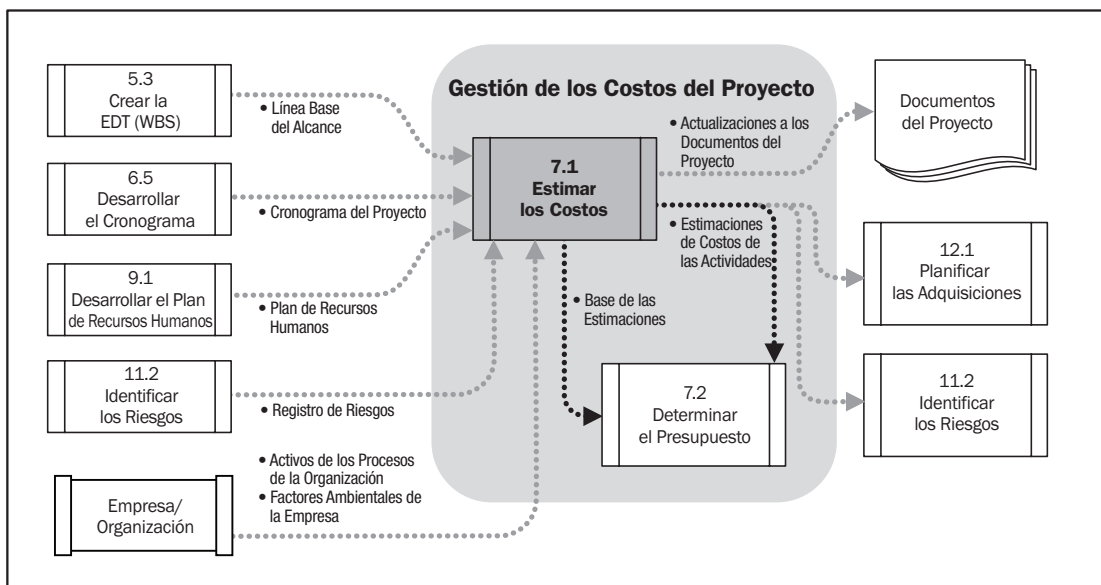 5.3
Crear la
EDT (WBS)
• Línea Base
del Alcance
6.5
Desarrollar
el Cronograma
• Cronograma del Proyecto
9.1
Desarrollar el Plan
de Recursos Humanos
• Plan de Recursos
Humanos
11.2
Identificar
los Riesgos
• Registro de Riesgos
Empresa/
Organización
• Activos de los Procesos
de la Organización
• Factores Ambientales de
la Empresa
Gestión de los Costos del Proyecto
7.1
Estimar
los Costos
• Actualizaciones a los
Documentos del
Proyecto
• Estimaciones
de Costos de
las Actividades
• Base de las
Estimaciones
7.2
Determinar
el Presupuesto
Documentos
del Proyecto
12.1
Planificar
las Adquisiciones
11.2
Identificar
los Riesgos